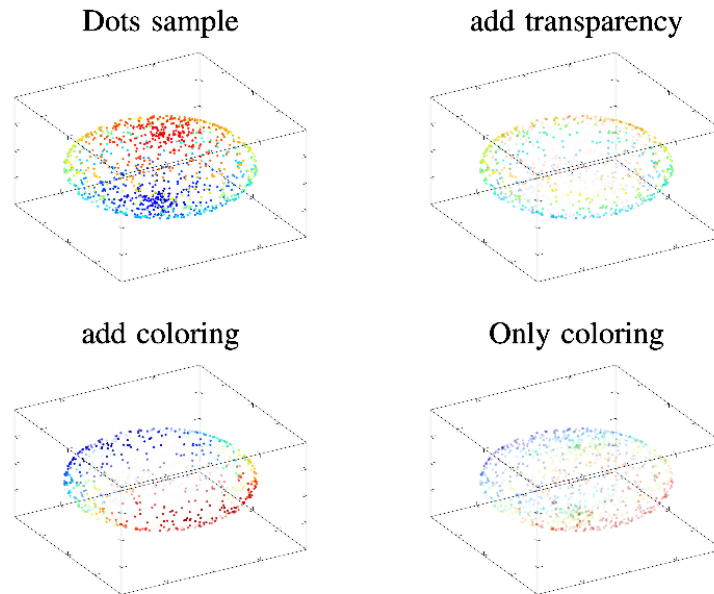 Dots sample
add transparency
add coloring
Only coloring